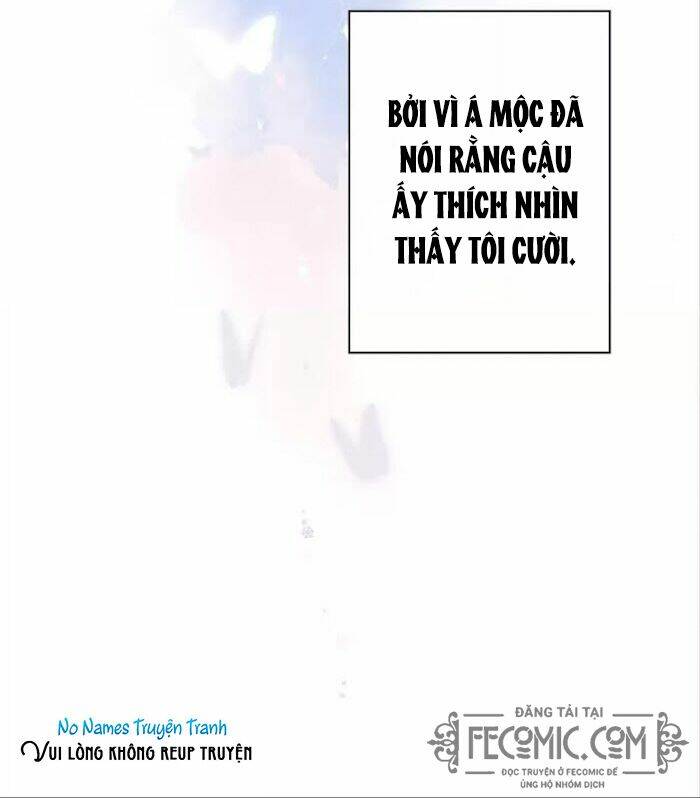 BỞI VÌ Á MỘC ĐÃ
NÓI RẰNG CẬU
ẤY THÍCH NHÌN
THẤY TÔI CƯỜI.
No Names Truyện Tranh
VUI LÒNG KHÔNG REUP TRUYỆN
ĐĂNG TẢI TẠI
FECOMIC.COM
ĐỌC TRUYỆN Ở FECOMIC ĐỂ
ỦNG HỘ NHÓM DỊCH